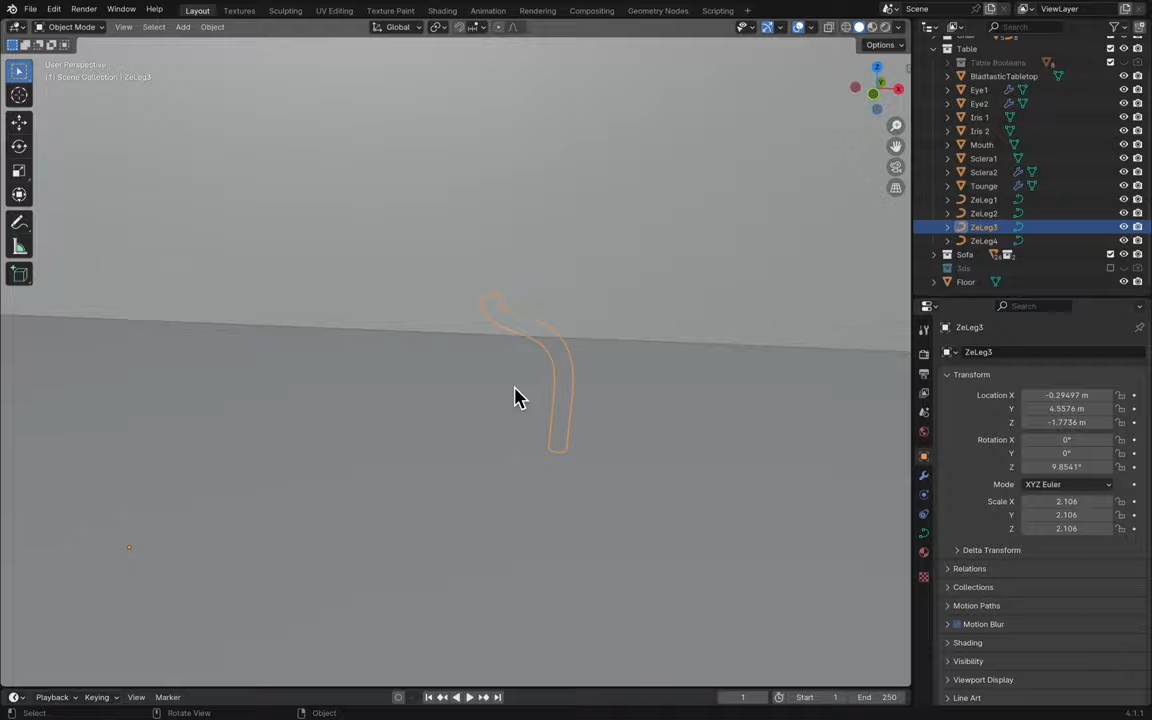 File Edit Render Window Help Layout Textures Sculpting UV Editing Texture Paint Shading Animation Rendering Compositing Geometry Nodes Scripting + Scene ViewLayer
Object Mode View Select Add Object Global Search
Options
User Perspective
(1) Scene Collection | ZeLeg3
Z
Y
X
Table
Table Booleans
BladtasticTabletop
Eye1
Eye2
Iris 1
Iris 2
Mouth
Sclera1
Sclera2
Tounge
ZeLeg1
ZeLeg2
ZeLeg3
ZeLeg4
Sofa
3ds
Floor
Search
ZeLeg3
ZeLeg3
Transform
Location X -0.29497 m
Y 4.5576 m
Z -1.7736 m
Rotation X 0°
Y 0°
Z 9.8541°
Mode XYZ Euler
Scale X 2.106
Y 2.106
Z 2.106
Delta Transform
Relations
Collections
Motion Paths
Motion Blur
Shading
Visibility
Viewport Display
Line Art
Playback Keying View Marker 1 Start 1 End 250
Select Rotate View Object 4.1.1